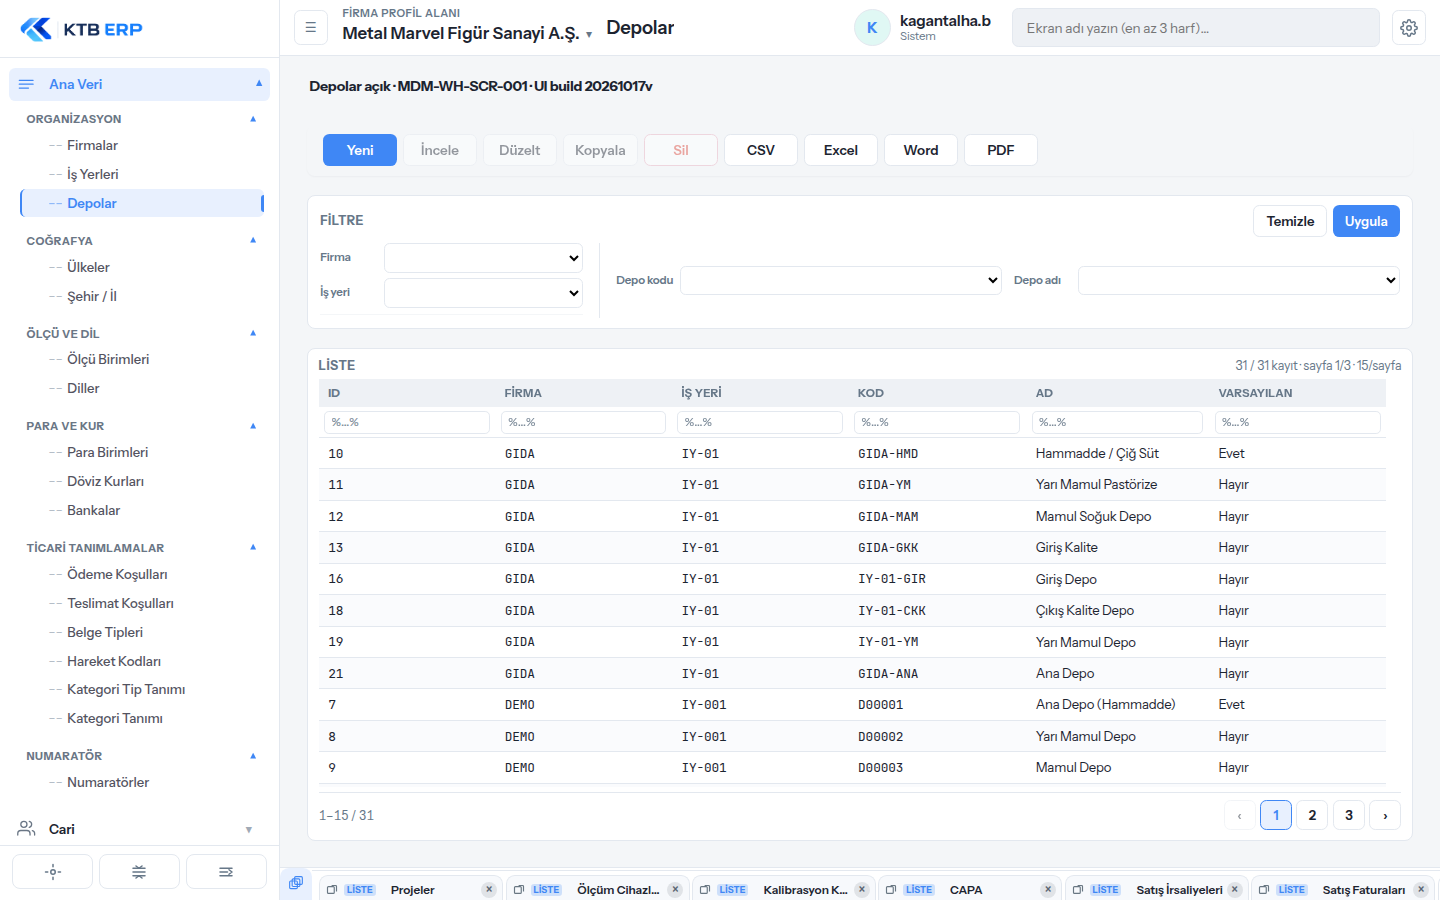 KTB ERP
FİRMA PROFİL ALANI
Metal Marvel Figür Sanayi A.Ş. ▾
Depolar
K
kagantalha.b
Sistem
Ekran adı yazın (en az 3 harf)...
Ana Veri
ORGANİZASYON
Firmalar
İş Yerleri
Depolar
COĞRAFYA
Ülkeler
Şehir / İl
ÖLÇÜ VE DİL
Ölçü Birimleri
Diller
PARA VE KUR
Para Birimleri
Döviz Kurları
Bankalar
TİCARİ TANIMLAMALAR
Ödeme Koşulları
Teslimat Koşulları
Belge Tipleri
Hareket Kodları
Kategori Tip Tanımı
Kategori Tanımı
NUMARATÖR
Numaratörler
Cari
Depolar açık · MDM-WH-SCR-001 · UI build 20261017v
Yeni İncele Düzelt Kopyala Sil CSV Excel Word PDF
FİLTRE
Temizle Uygula
Firma
İş yeri
Depo kodu
Depo adı
LİSTE
31 / 31 kayıt · sayfa 1/3 · 15/sayfa
ID FİRMA İŞ YERİ KOD AD VARSAYILAN
%...% %...% %...% %...% %...% %...%
10 GIDA IY-01 GIDA-HMD Hammadde / Çiğ Süt Evet
11 GIDA IY-01 GIDA-YM Yarı Mamul Pastörize Hayır
12 GIDA IY-01 GIDA-MAM Mamul Soğuk Depo Hayır
13 GIDA IY-01 GIDA-GKK Giriş Kalite Hayır
16 GIDA IY-01 IY-01-GIR Giriş Depo Hayır
18 GIDA IY-01 IY-01-CKK Çıkış Kalite Depo Hayır
19 GIDA IY-01 IY-01-YM Yarı Mamul Depo Hayır
21 GIDA IY-01 GIDA-ANA Ana Depo Hayır
7 DEMO IY-001 D00001 Ana Depo (Hammadde) Evet
8 DEMO IY-001 D00002 Yarı Mamul Depo Hayır
9 DEMO IY-001 D00003 Mamul Depo Hayır
1–15 / 31
‹ 1 2 3 ›
LİSTE Projeler ×
LİSTE Ölçüm Cihazl... ×
LİSTE Kalibrasyon K... ×
LİSTE CAPA ×
LİSTE Satış İrsaliyeleri ×
LİSTE Satış Faturaları ×